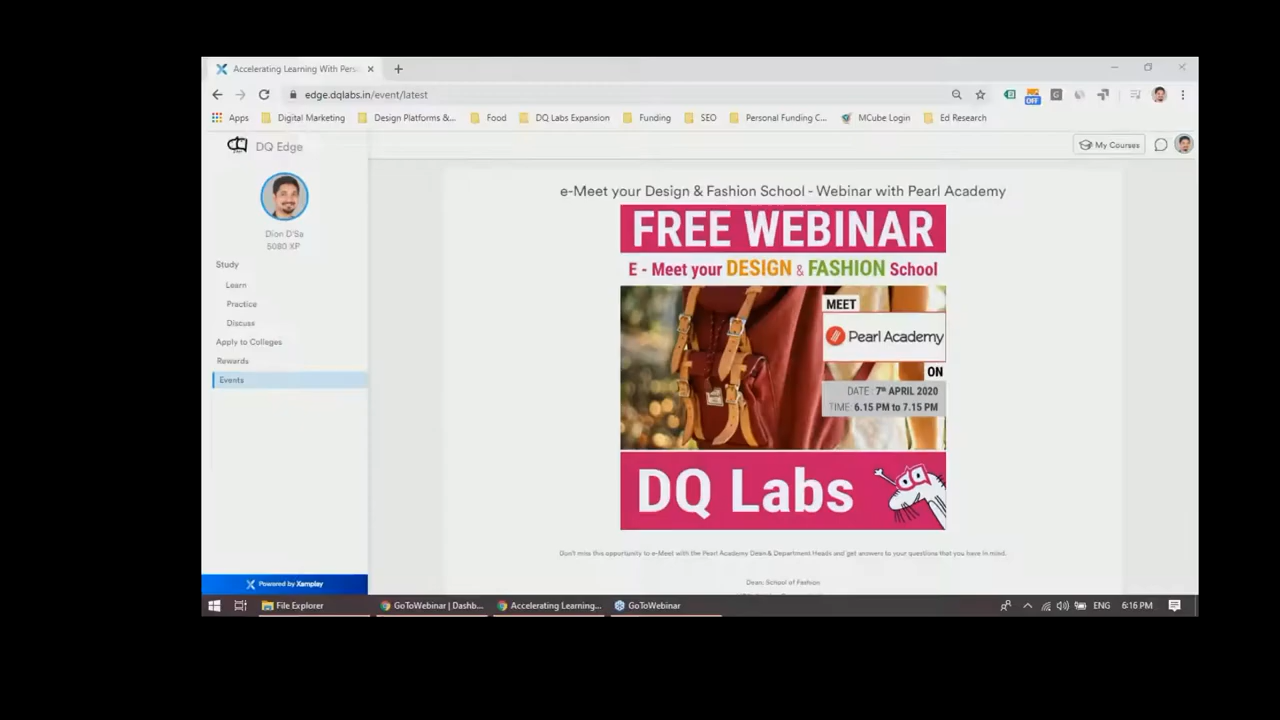 Accelerating Learning With Pers
edge.dqlabs.in/event/latest
OFF
Apps
Digital Marketing
Design Platforms &...
Food
DQ Labs Expansion
Funding
SEO
Personal Funding C...
MCube Login
Ed Research
DQ Edge
My Courses
Dion D'Sa
5080 XP
Study
Learn
Practice
Discuss
Apply to Colleges
Rewards
Events
Powered by Xamplay
e-Meet your Design & Fashion School - Webinar with Pearl Academy
FREE WEBINAR
E - Meet your DESIGN & FASHION School
MEET
Pearl Academy
ON
DATE: 7th APRIL 2020
TIME: 6.15 PM to 7.15 PM
DQ Labs
dq
Don't miss this opportunity to e-Meet with the Pearl Academy Dean & Department Heads and get answers to your questions that you have in mind.
Dean, School of Fashion
File Explorer
GoToWebinar | Dashb...
Accelerating Learning...
GoToWebinar
ENG
6:16 PM